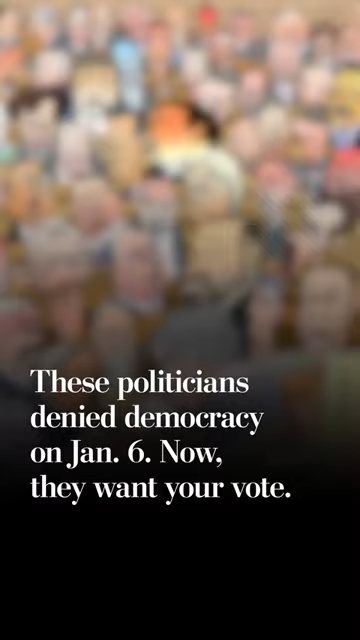 These politicians
denied democracy
on Jan. 6. Now,
they want your vote.